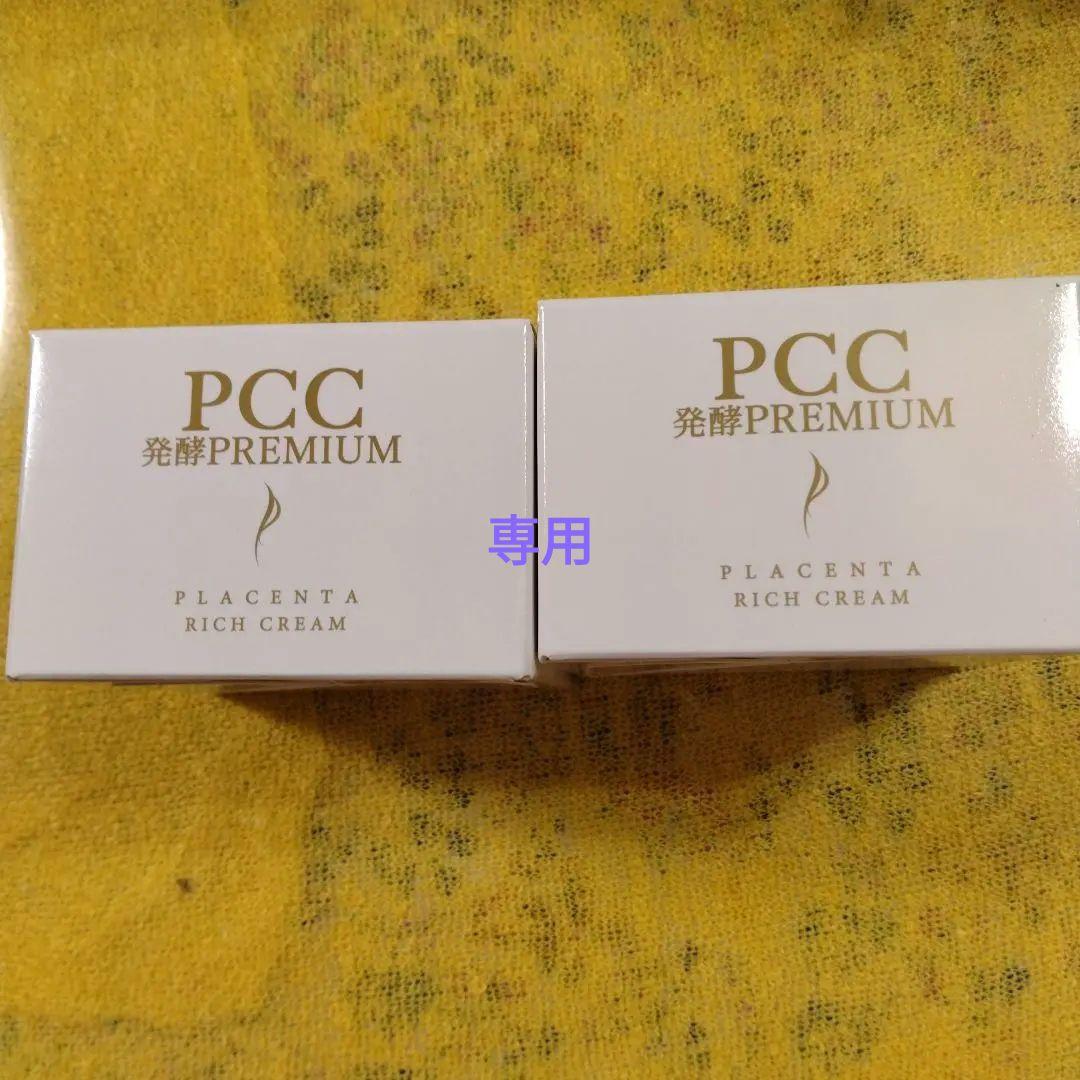 PCC
発酵PREMIUM
PLACENTA
RICH CREAM
専用
PCC
発酵PREMIUM
PLACENTA
RICH CREAM